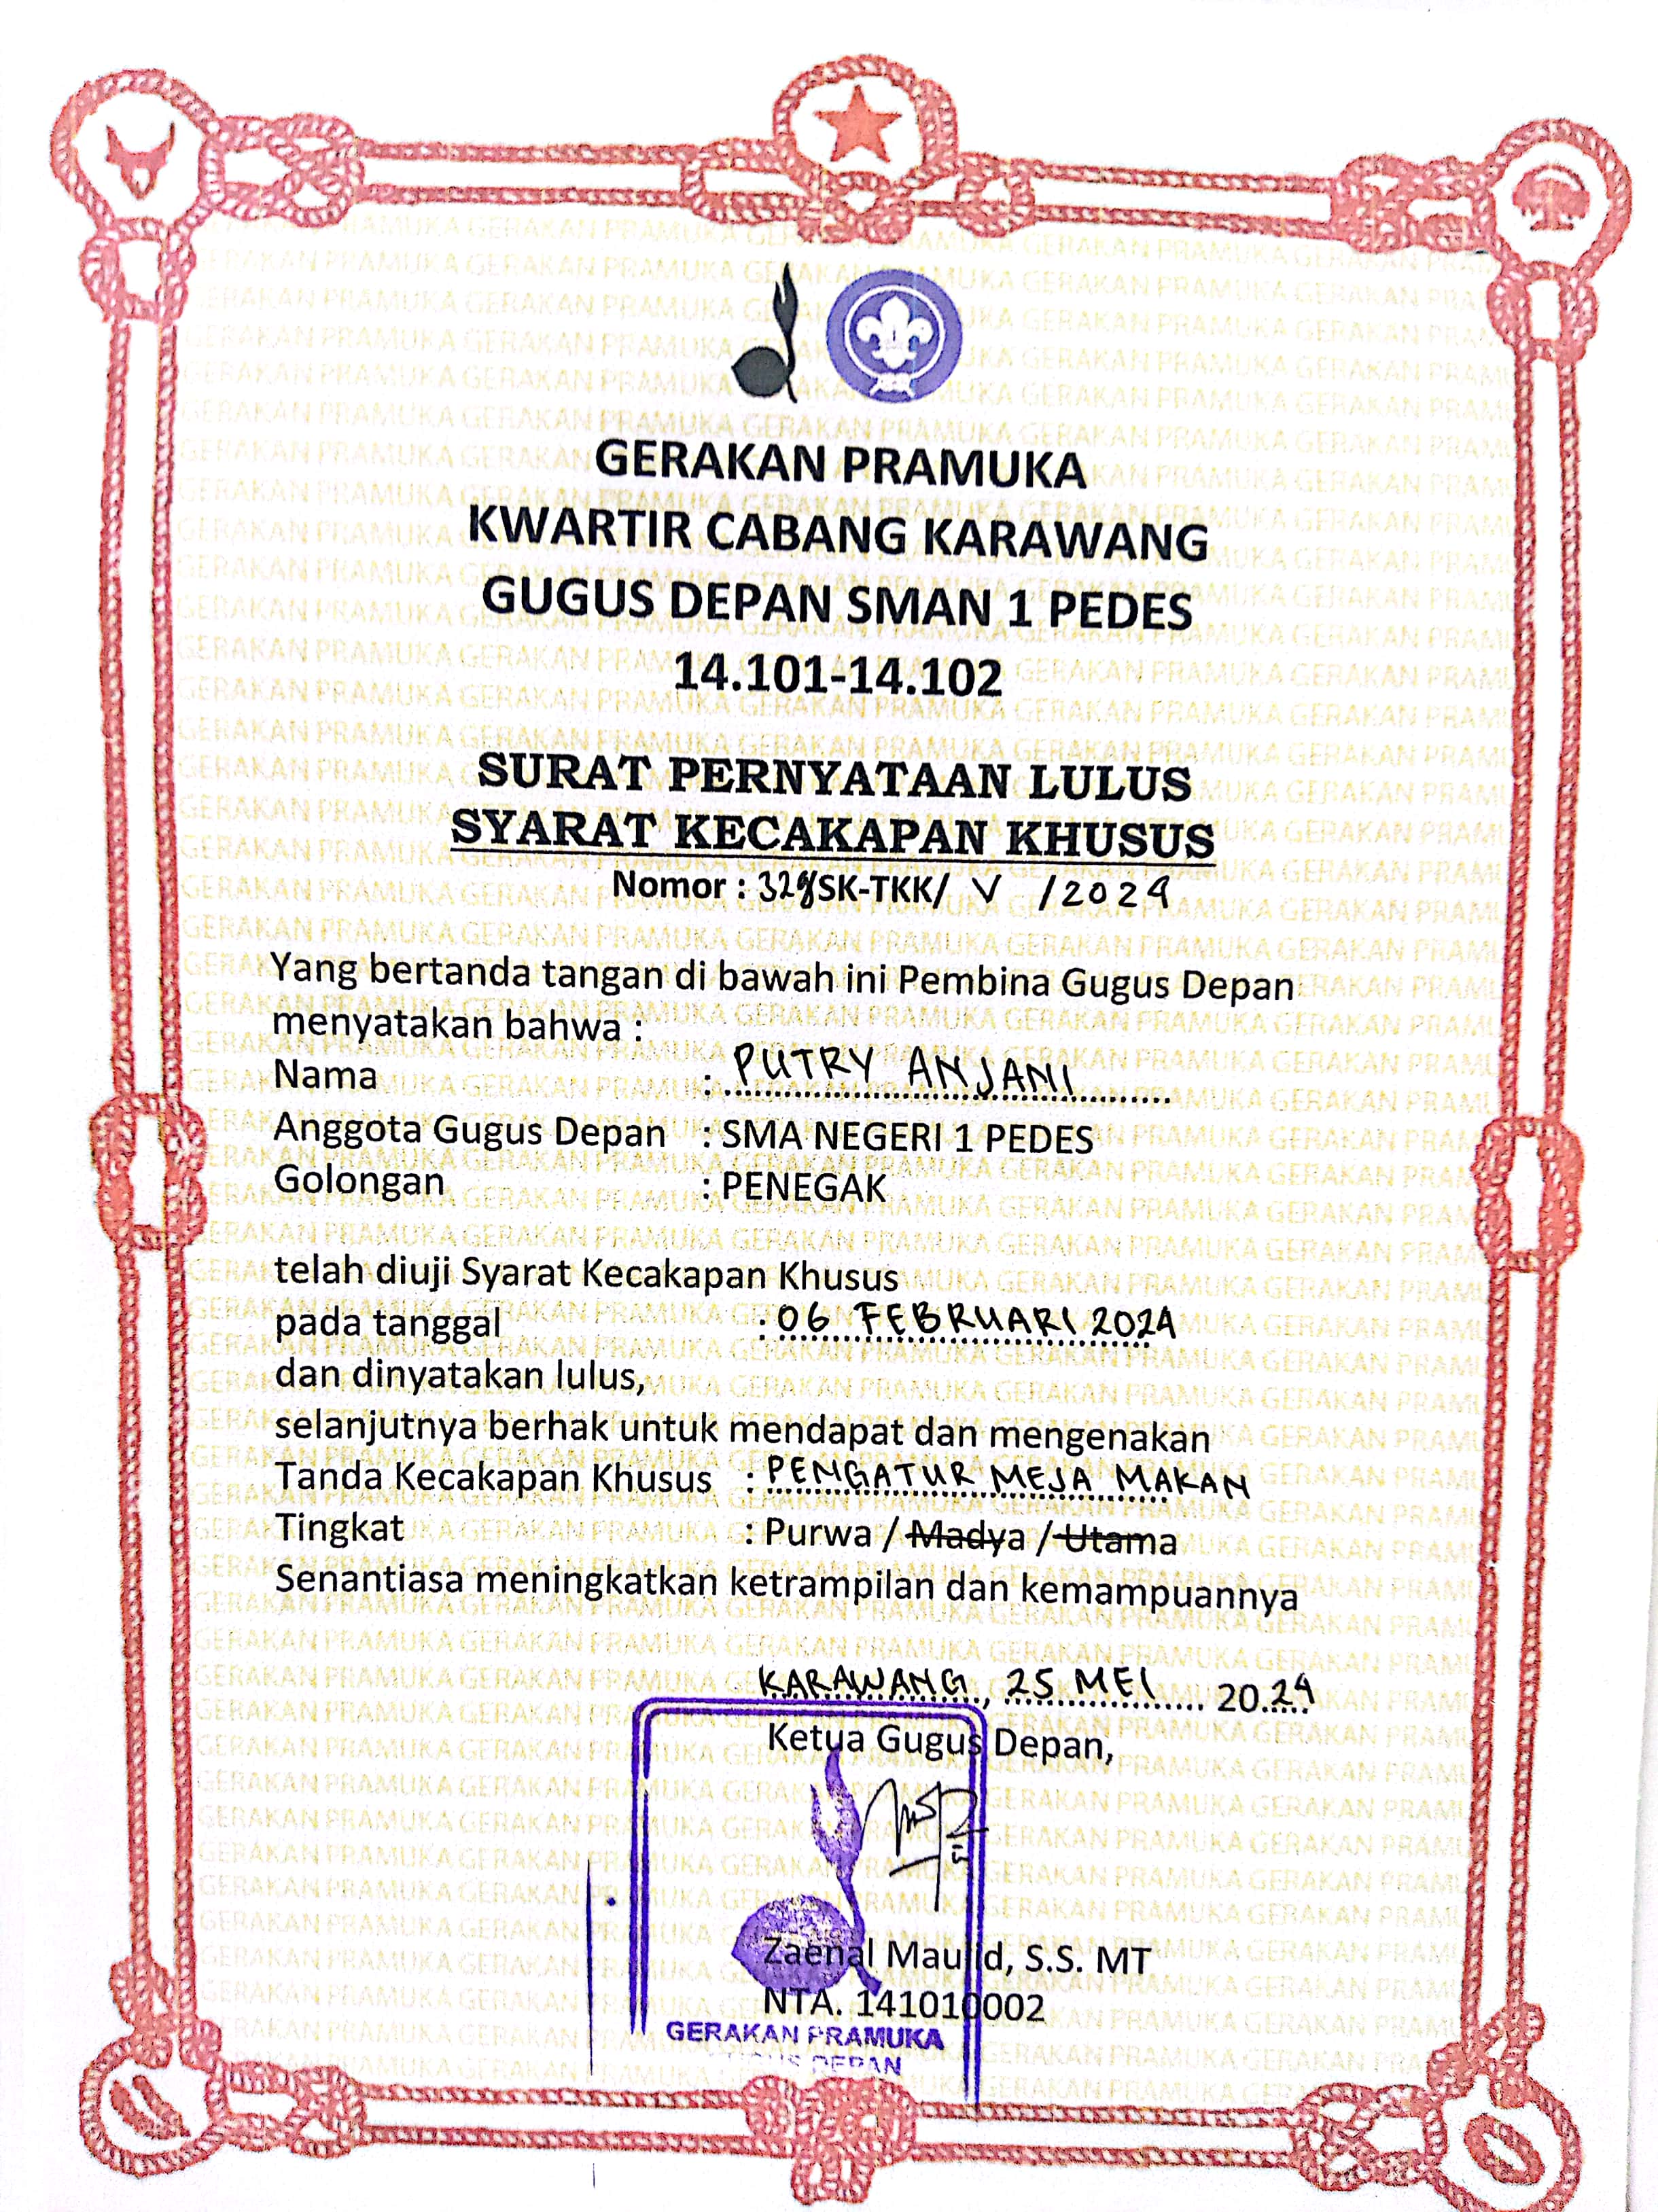 GERAKAN PRAMUKA
KWARTIR CABANG KARAWANG
GUGUS DEPAN SMAN 1 PEDES
14.101-14.102
SURAT PERNYATAAN LULUS
SYARAT KECAKAPAN KHUSUS
Nomor : 328/SK-TKK/ V /2024
Yang bertanda tangan di bawah ini Pembina Gugus Depan
menyatakan bahwa :
Nama : PUTRY ANJANI
Anggota Gugus Depan : SMA NEGERI 1 PEDES
Golongan : PENEGAK
telah diuji Syarat Kecakapan Khusus
pada tanggal : 06 FEBRUARI 2024
dan dinyatakan lulus,
selanjutnya berhak untuk mendapat dan mengenakan
Tanda Kecakapan Khusus : PENGATUR MEJA MAKAN
Tingkat : Purwa / Madya / Utama
Senantiasa meningkatkan ketrampilan dan kemampuannya
KARAWANG, 25 MEI 2024
Ketua Gugus Depan,
Zaenal Maulid, S.S. MT
NTA. 141010002
GERAKAN PRAMUKA
DEPAN